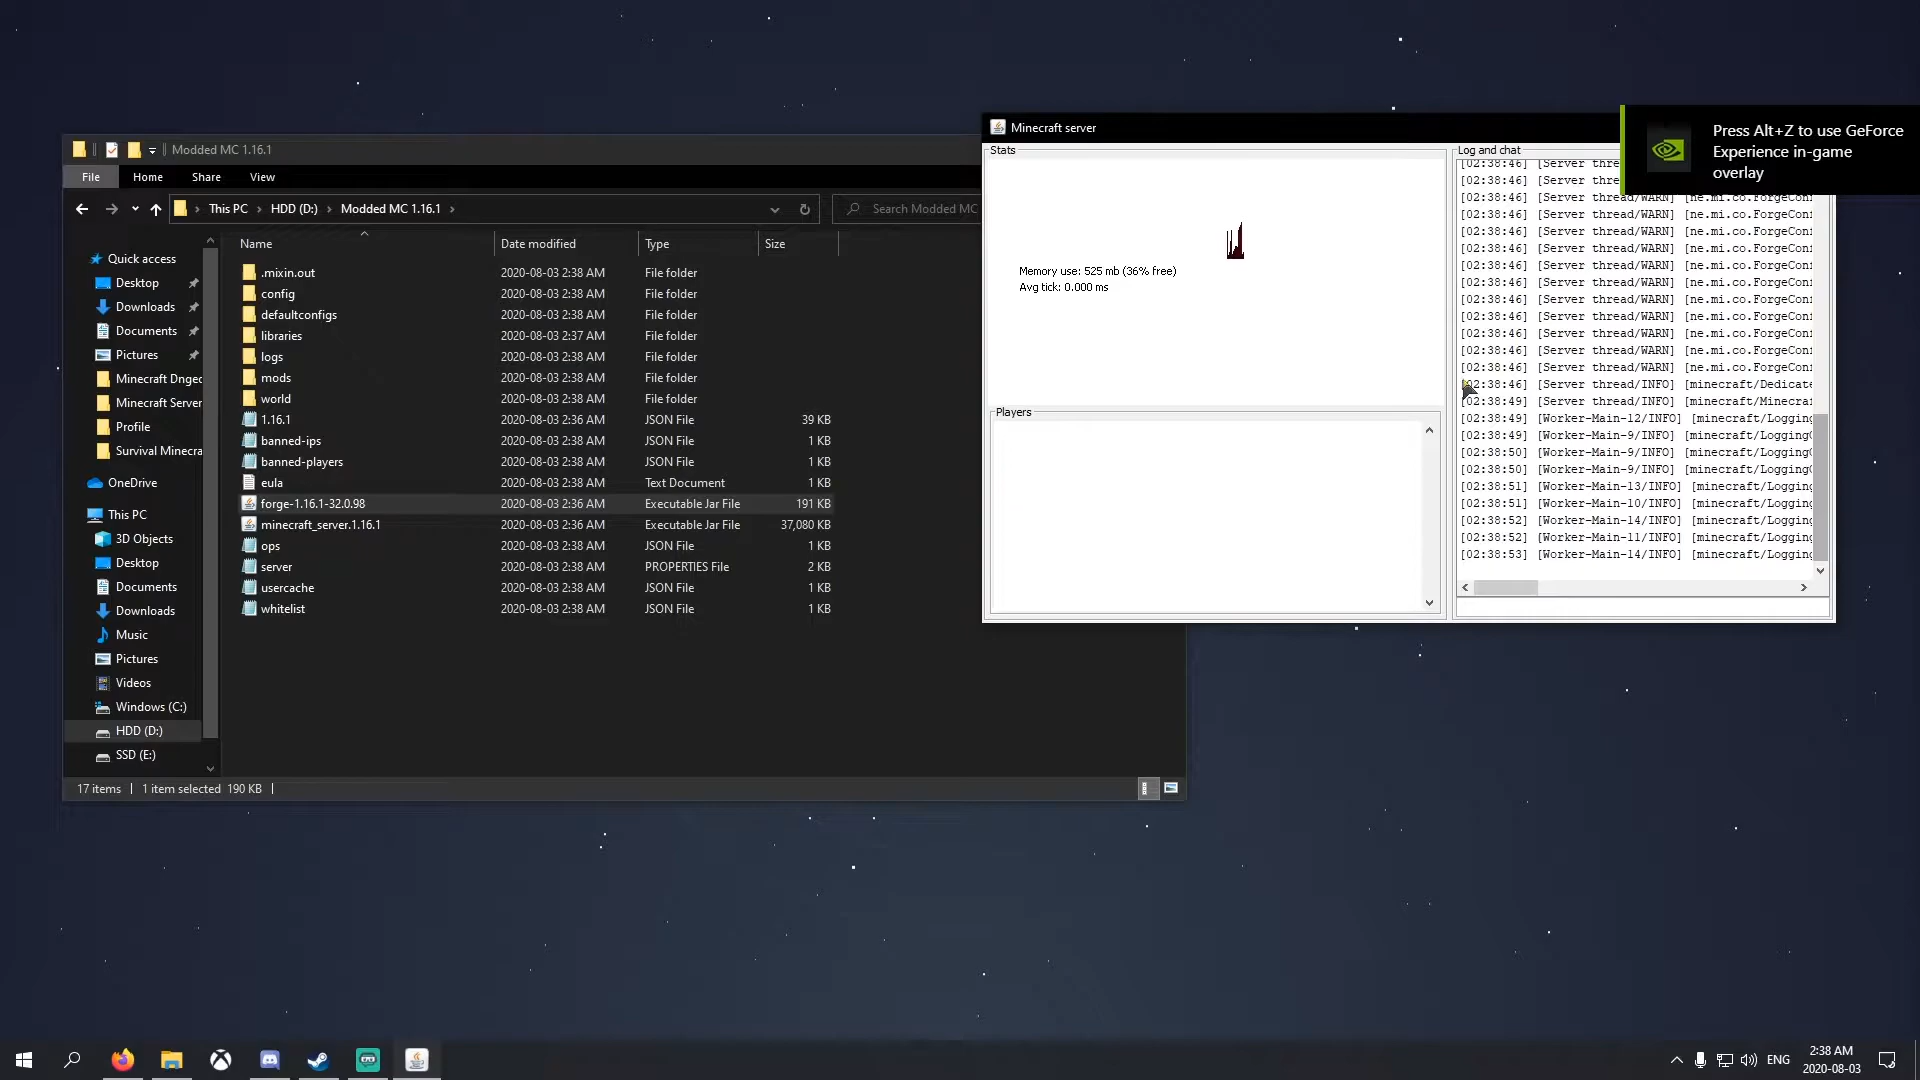 Modded MC 1.16.1
File Home Share View
This PC > HDD (D:) > Modded MC 1.16.1 >
Search Modded MC
Quick access
Desktop
Downloads
Documents
Pictures
Minecraft Dngec
Minecraft Server
Profile
Survival Minecra
OneDrive
This PC
3D Objects
Desktop
Documents
Downloads
Music
Pictures
Videos
Windows (C:)
HDD (D:)
SSD (E:)
Name Date modified Type Size
.mixin.out 2020-08-03 2:38 AM File folder
config 2020-08-03 2:38 AM File folder
defaultconfigs 2020-08-03 2:38 AM File folder
libraries 2020-08-03 2:37 AM File folder
logs 2020-08-03 2:38 AM File folder
mods 2020-08-03 2:38 AM File folder
world 2020-08-03 2:38 AM File folder
1.16.1 2020-08-03 2:36 AM JSON File 39 KB
banned-ips 2020-08-03 2:38 AM JSON File 1 KB
banned-players 2020-08-03 2:38 AM JSON File 1 KB
eula 2020-08-03 2:38 AM Text Document 1 KB
forge-1.16.1-32.0.98 2020-08-03 2:36 AM Executable Jar File 191 KB
minecraft_server.1.16.1 2020-08-03 2:36 AM Executable Jar File 37,080 KB
ops 2020-08-03 2:38 AM JSON File 1 KB
server 2020-08-03 2:38 AM PROPERTIES File 2 KB
usercache 2020-08-03 2:38 AM JSON File 1 KB
whitelist 2020-08-03 2:38 AM JSON File 1 KB
17 items 1 item selected 190 KB
Minecraft server
Stats
Memory use: 525 mb (36% free)
Avg tick: 0.000 ms
Players
Log and chat
[02:38:46] [Server thre
[02:38:46] [Server thre
[02:38:46] [Server thread/WARN] [ne.mi.co.ForgeCon
[02:38:46] [Server thread/WARN] [ne.mi.co.ForgeCon
[02:38:46] [Server thread/WARN] [ne.mi.co.ForgeCon
[02:38:46] [Server thread/WARN] [ne.mi.co.ForgeCon
[02:38:46] [Server thread/WARN] [ne.mi.co.ForgeCon
[02:38:46] [Server thread/WARN] [ne.mi.co.ForgeCon
[02:38:46] [Server thread/WARN] [ne.mi.co.ForgeCon
[02:38:46] [Server thread/WARN] [ne.mi.co.ForgeCon
[02:38:46] [Server thread/WARN] [ne.mi.co.ForgeCon
[02:38:46] [Server thread/WARN] [ne.mi.co.ForgeCon
[02:38:46] [Server thread/WARN] [ne.mi.co.ForgeCon
02:38:46] [Server thread/INFO] [minecraft/Dedicate
[02:38:49] [Server thread/INFO] [minecraft/Minecra
[02:38:49] [Worker-Main-12/INFO] [minecraft/Logging
[02:38:49] [Worker-Main-9/INFO] [minecraft/Logging
[02:38:50] [Worker-Main-9/INFO] [minecraft/Logging
[02:38:50] [Worker-Main-9/INFO] [minecraft/Logging
[02:38:51] [Worker-Main-13/INFO] [minecraft/Logging
[02:38:51] [Worker-Main-10/INFO] [minecraft/Logging
[02:38:52] [Worker-Main-14/INFO] [minecraft/Logging
[02:38:52] [Worker-Main-11/INFO] [minecraft/Logging
[02:38:53] [Worker-Main-14/INFO] [minecraft/Logging
Press Alt+Z to use GeForce
Experience in-game
overlay
ENG
2:38 AM
2020-08-03